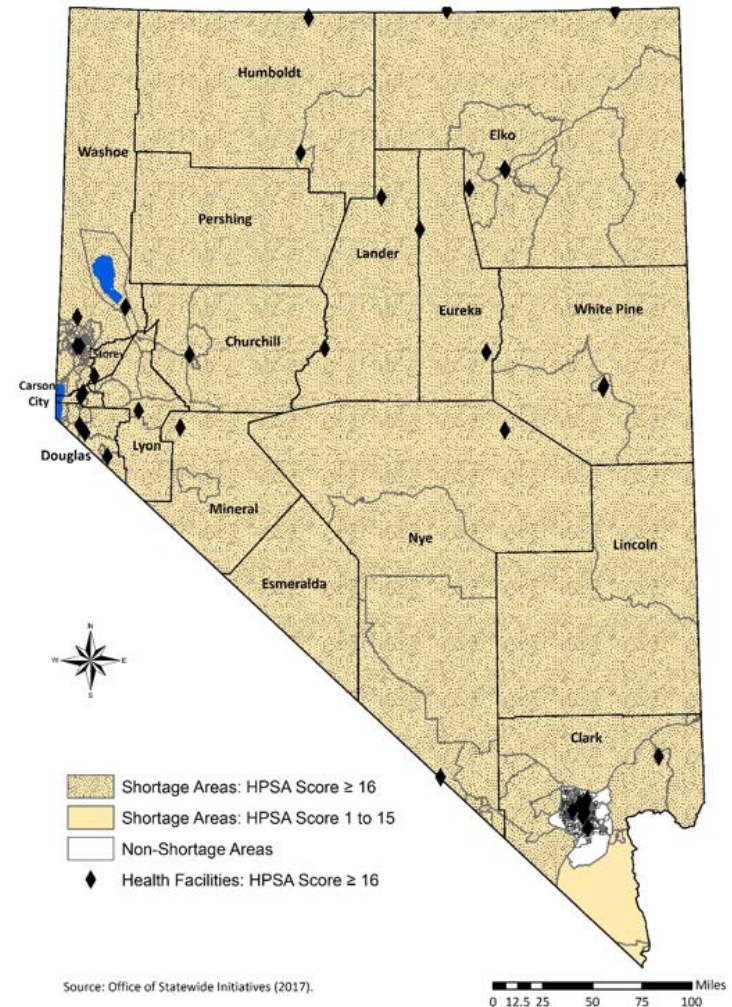 Humboldt
Elko
Washoe
Pershing
Lander
Eureka
White Pine
Churchill
Storey
Carson
City
Lyon
Douglas
Mineral
Nye
Lincoln
Esmeralda
N
W
E
S
Clark
Shortage Areas: HPSA Score ≥ 16
Shortage Areas: HPSA Score 1 to 15
Non-Shortage Areas
Health Facilities: HPSA Score ≥ 16
Source: Office of Statewide Initiatives (2017).
Miles
0 12.5 25 50 75 100